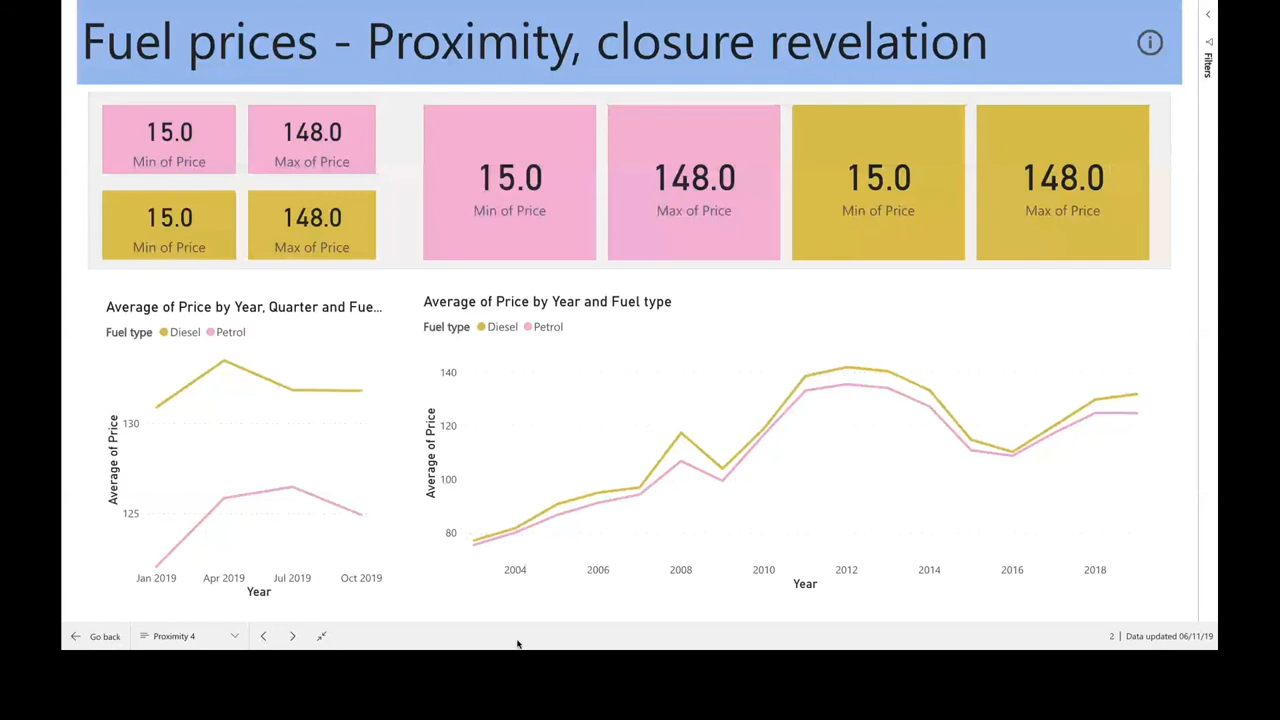 Fuel prices - Proximity, closure revelation
Filters
15.0
Min of Price
148.0
Max of Price
15.0
Min of Price
148.0
Max of Price
15.0
Min of Price
148.0
Max of Price
15.0
Min of Price
148.0
Max of Price
Average of Price by Year, Quarter and Fue...
Fuel type Diesel Petrol
Average of Price
130
125
Jan 2019 Apr 2019 Jul 2019 Oct 2019
Year
Average of Price by Year and Fuel type
Fuel type Diesel Petrol
Average of Price
140
120
100
80
2004 2006 2008 2010 2012 2014 2016 2018
Year
Go back Proximity 4 2 | Data updated 06/11/19